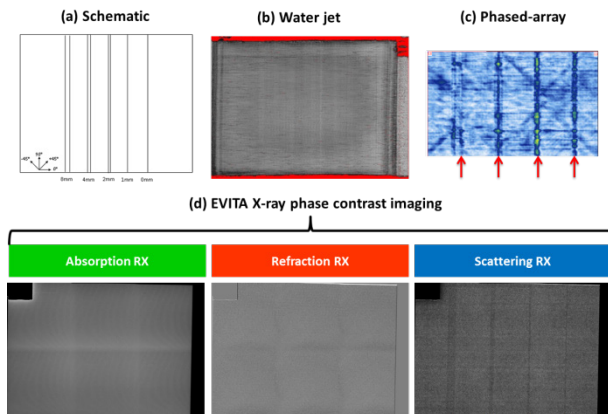 (a) Schematic
(b) Water jet
(c) Phased-array
-45°
90°
+45°
0°
8mm 4mm 2mm 1mm 0mm
(d) EVITA X-ray phase contrast imaging
Absorption RX
Refraction RX
Scattering RX